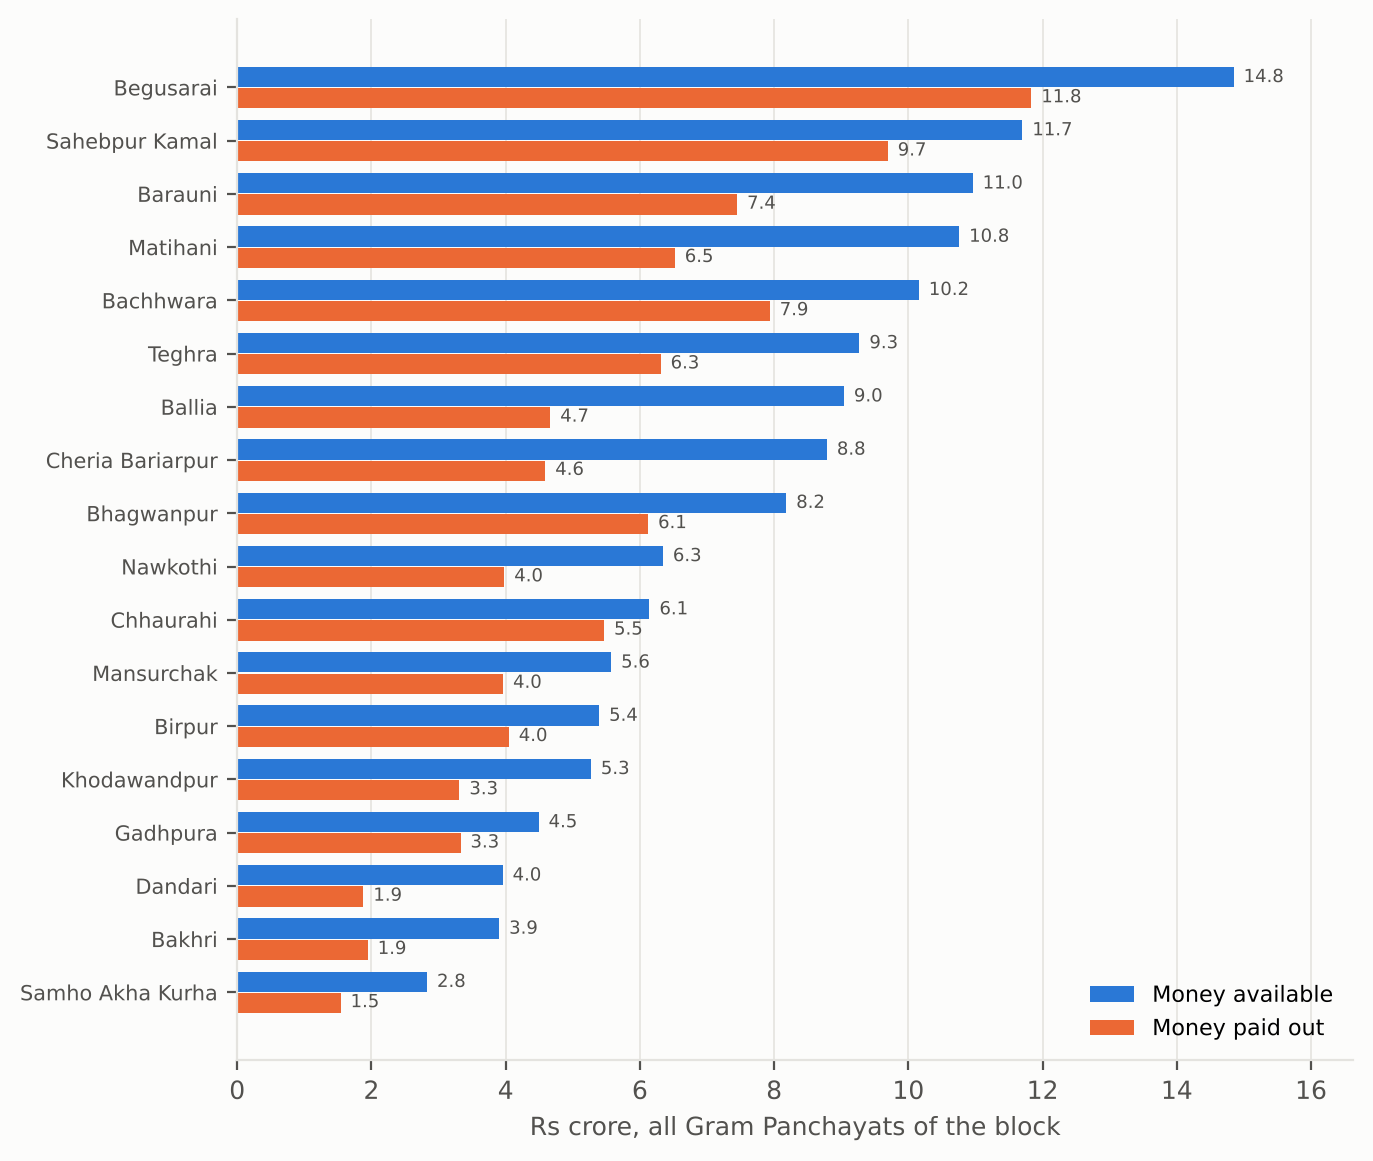 Begusarai 14.8
11.8
Sahebpur Kamal 11.7
9.7
Barauni 11.0
7.4
Matihani 10.8
6.5
Bachhwara 10.2
7.9
Teghra 9.3
6.3
Ballia 9.0
4.7
Cheria Bariarpur 8.8
4.6
Bhagwanpur 8.2
6.1
Nawkothi 6.3
4.0
Chhaurahi 6.1
5.5
Mansurchak 5.6
4.0
Birpur 5.4
4.0
Khodawandpur 5.3
3.3
Gadhpura 4.5
3.3
Dandari 4.0
1.9
Bakhri 3.9
1.9
Samho Akha Kurha 2.8
1.5
Money available
Money paid out
0 2 4 6 8 10 12 14 16
Rs crore, all Gram Panchayats of the block